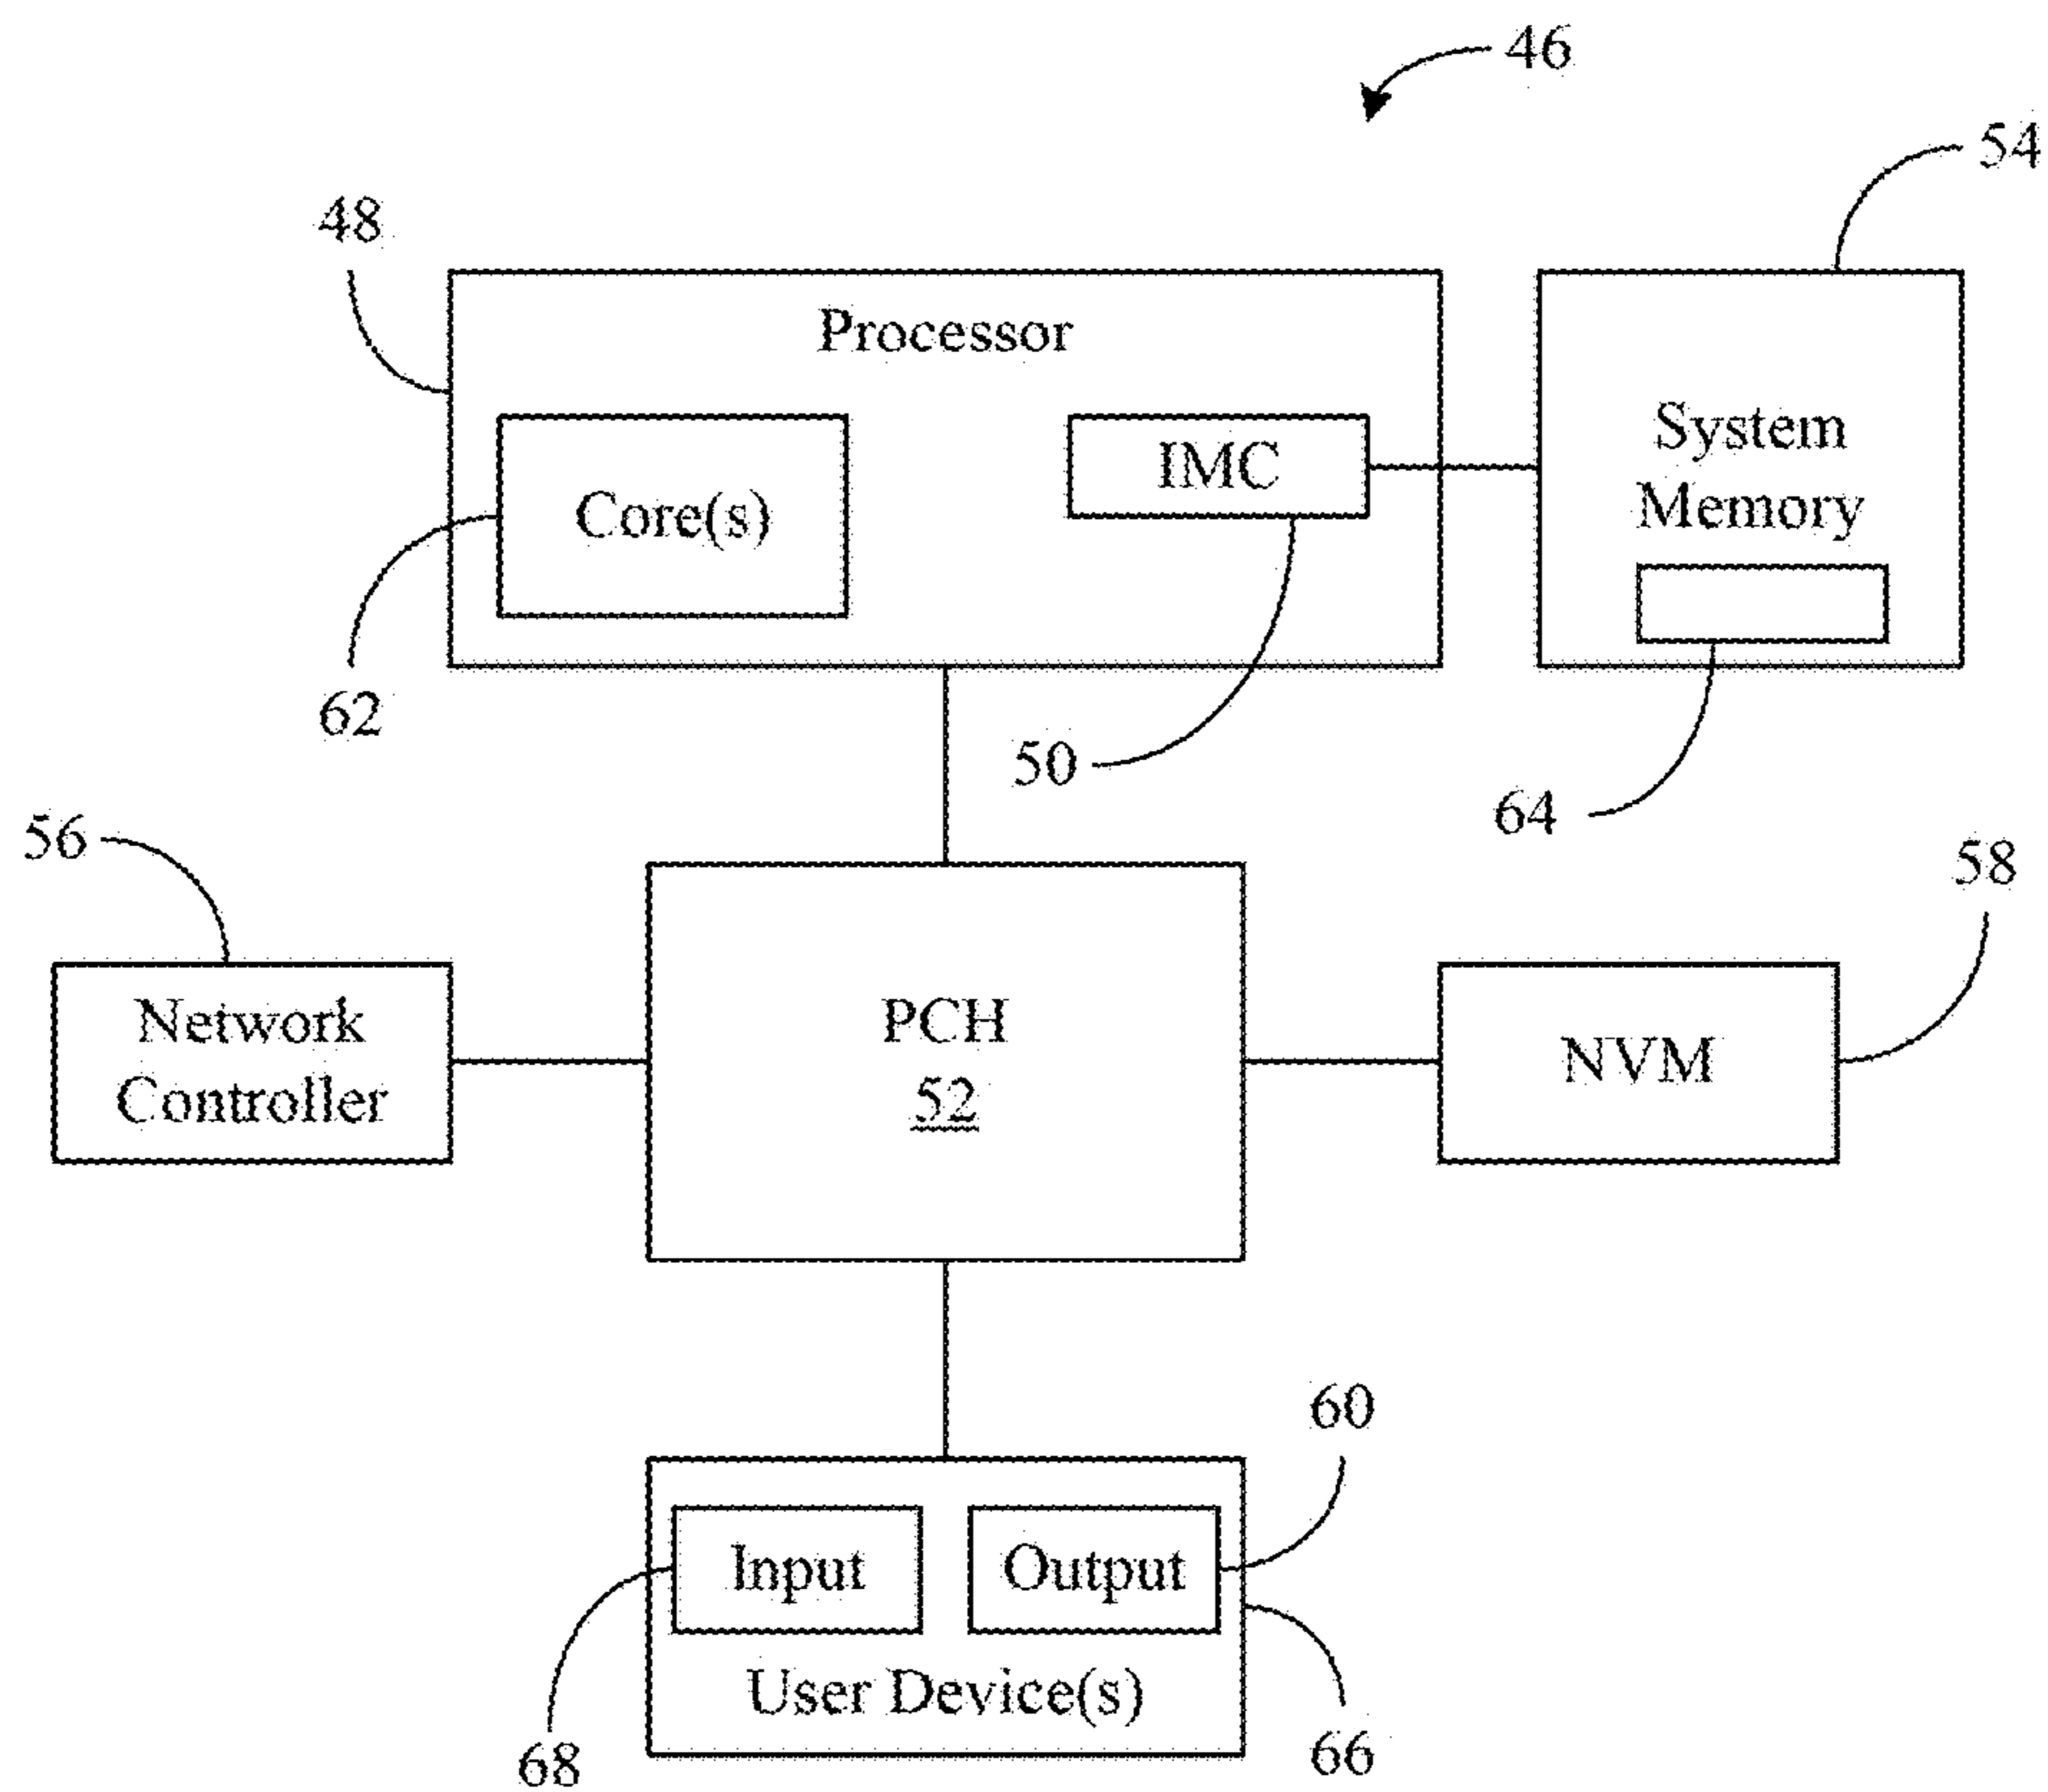 46
54
48
Processor
System
Memory
IMC
Core(s)
62
50
64
56
58
Network
Controller
PCH
52
NVM
60
Input
Output
User Device(s)
68
66